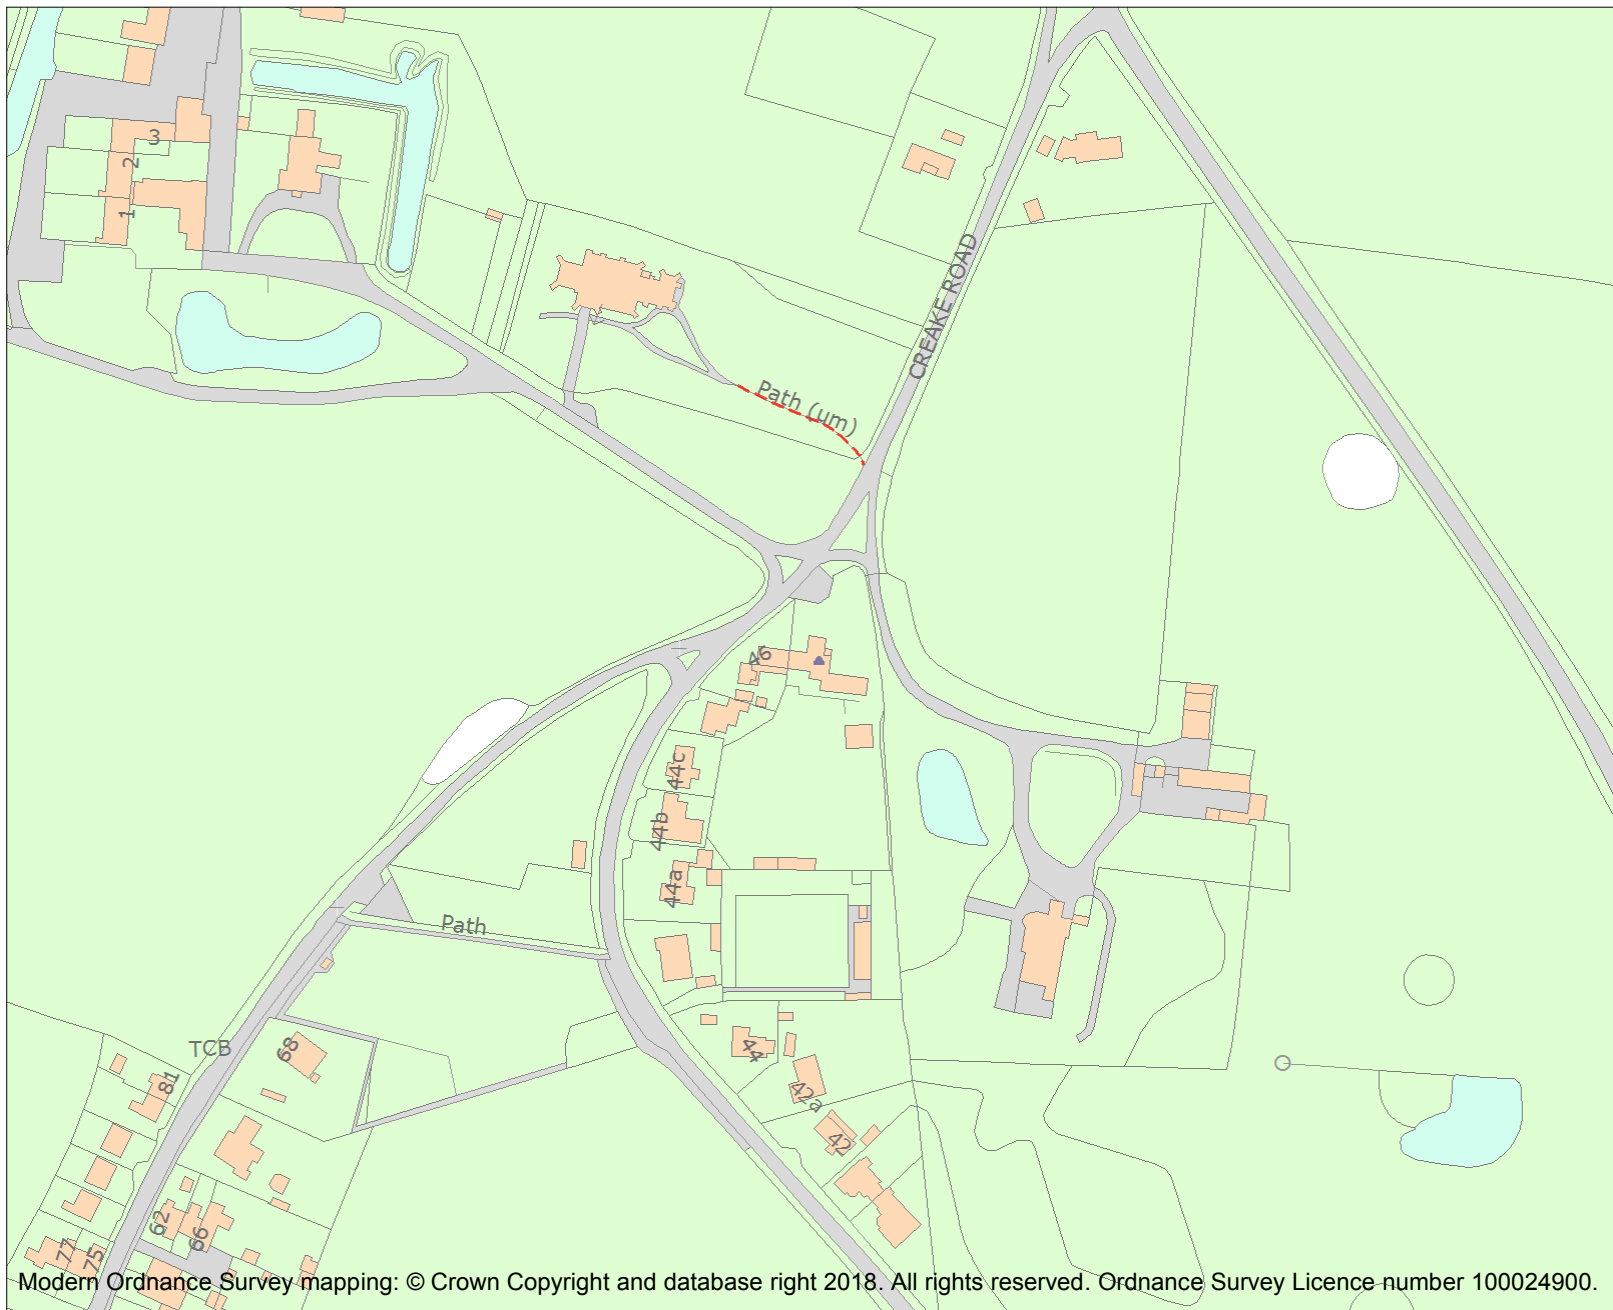 3
2
1
CREAKE ROAD
Path (um)
46
44c
44b
44a
Path
TCB
68
81
44
42a
42
62
66
77
75
Modern Ordnance Survey mapping: © Crown Copyright and database right 2018. All rights reserved. Ordnance Survey Licence number 100024900.